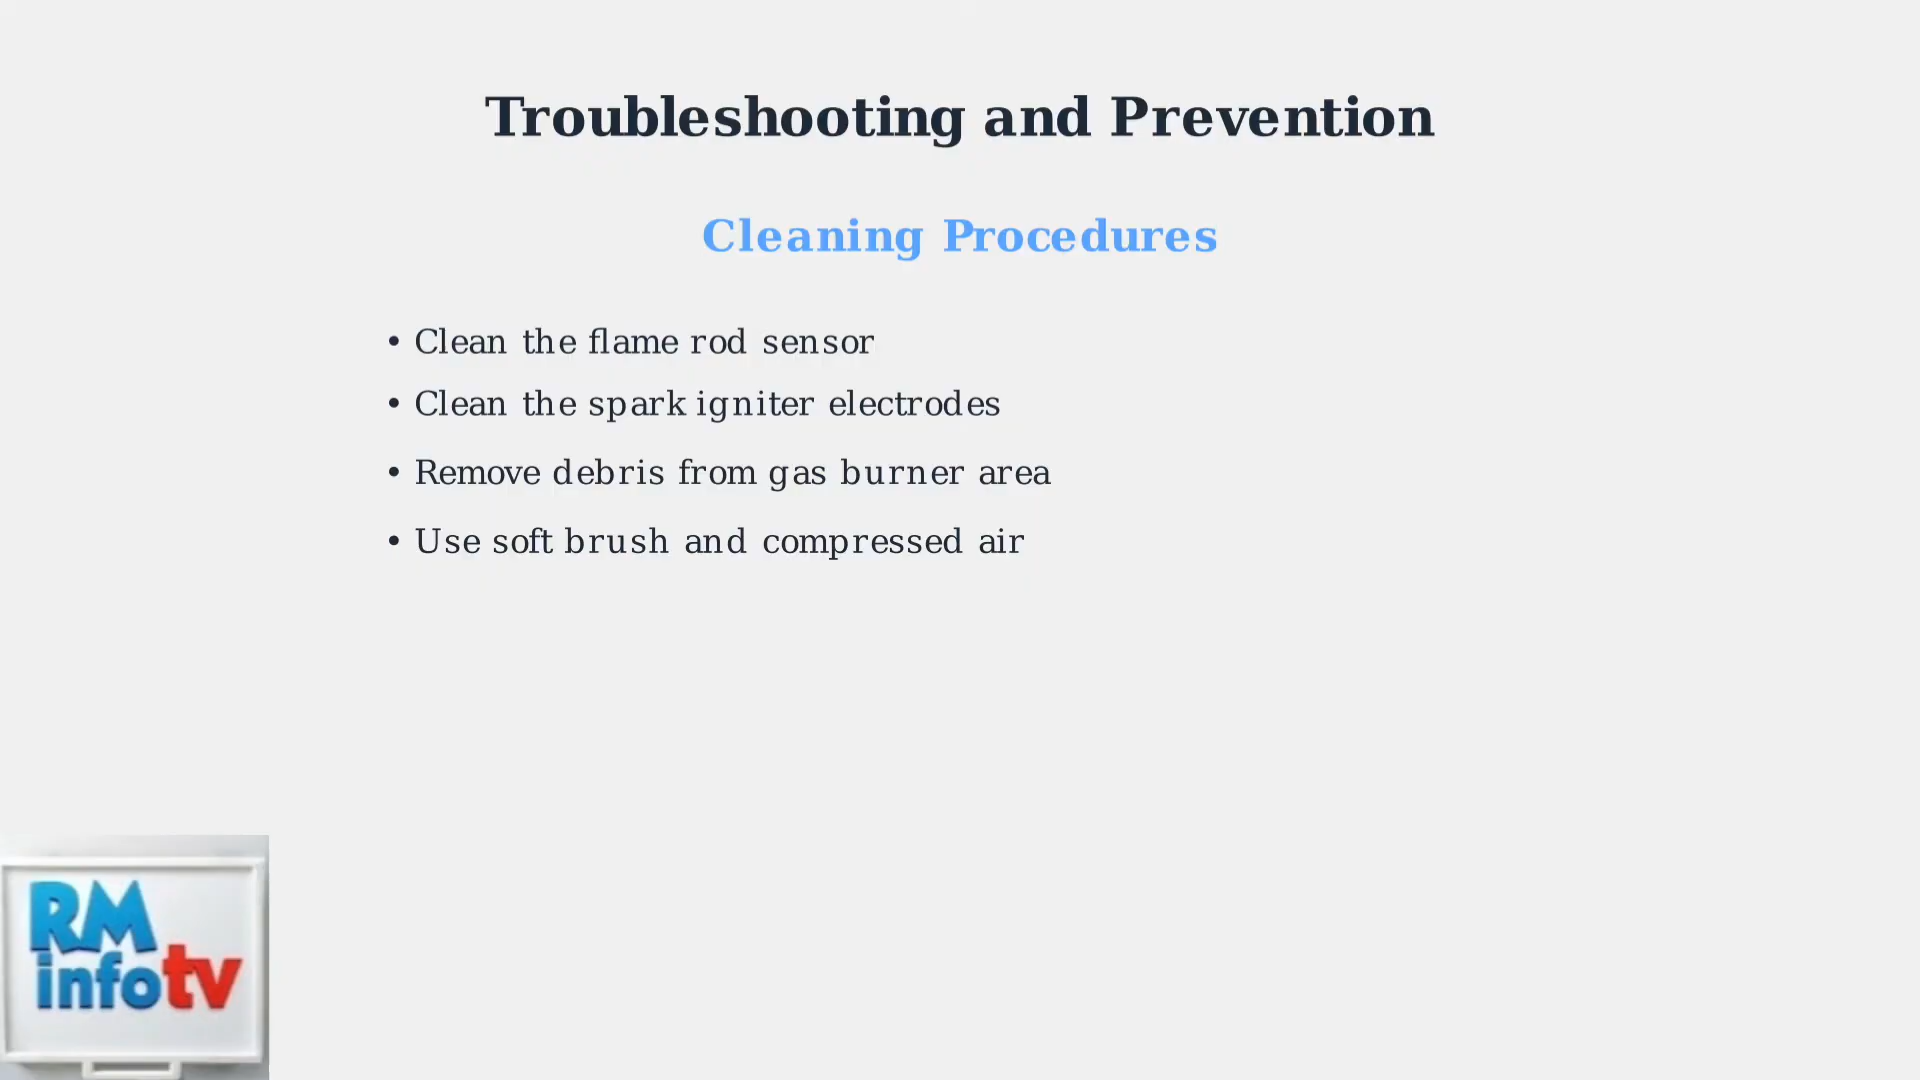 Troubleshooting and Prevention
Cleaning Procedures
• Clean the flame rod sensor
• Clean the spark igniter electrodes
• Remove debris from gas burner area
• Use soft brush and compressed air
RM
infotv